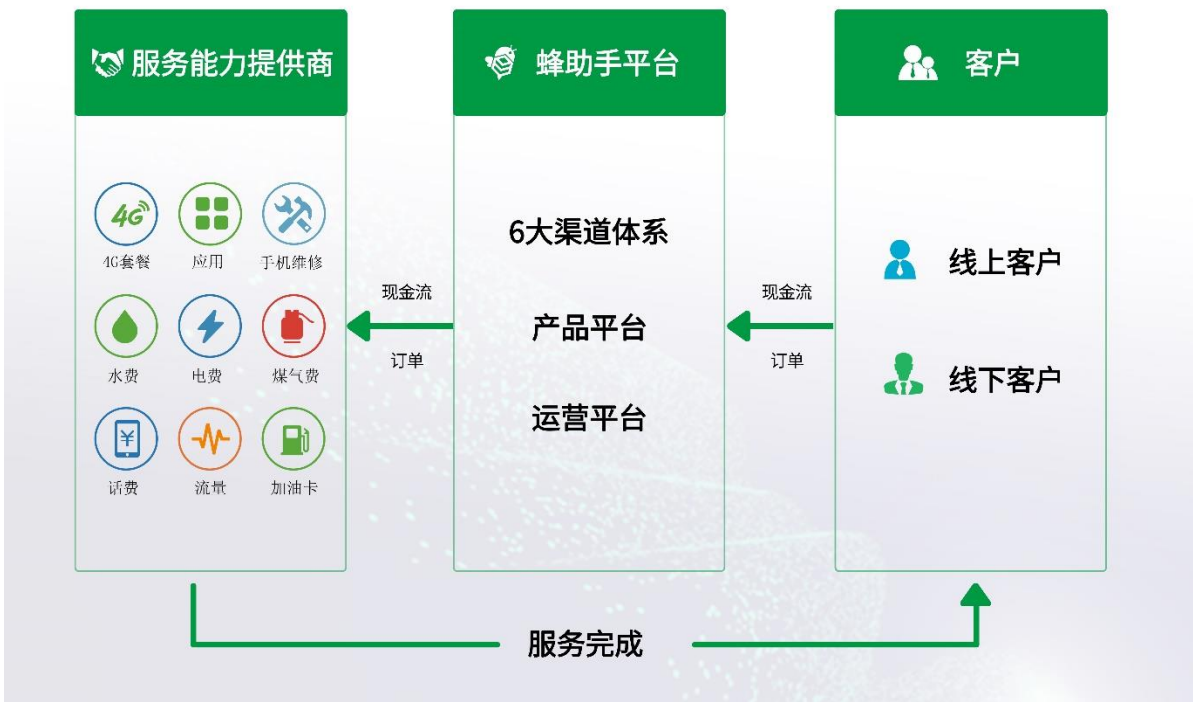 服务能力提供商
4G
4G套餐
应用
手机维修
水费
电费
煤气费
¥
话费
流量
加油卡
现金流
订单
蜂助手平台
6大渠道体系
产品平台
运营平台
现金流
订单
客户
线上客户
线下客户
服务完成